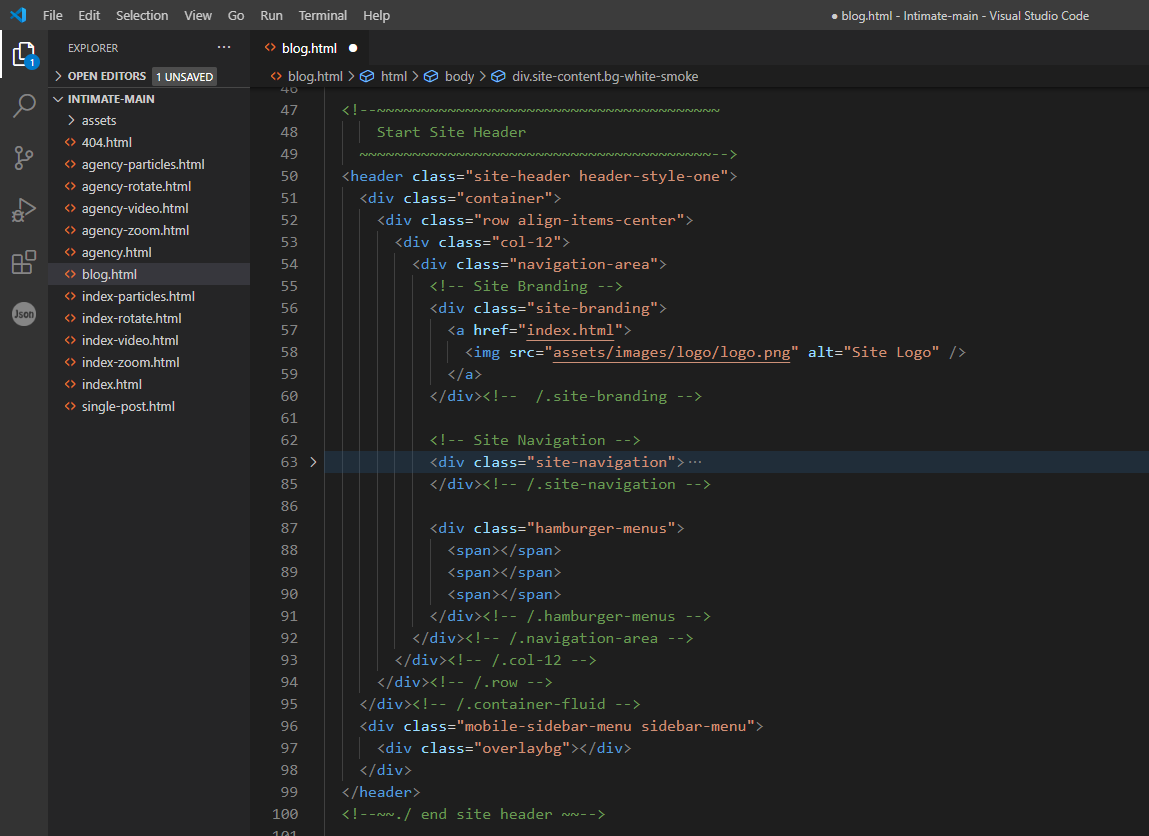 File Edit Selection View Go Run Terminal Help
● blog.html - Intimate-main - Visual Studio Code
EXPLORER ···
1
OPEN EDITORS 1 UNSAVED
INTIMATE-MAIN
assets
404.html
agency-particles.html
agency-rotate.html
agency-video.html
agency-zoom.html
agency.html
blog.html
index-particles.html
index-rotate.html
index-video.html
index-zoom.html
index.html
single-post.html
Json
<> blog.html ●
<> blog.html > html > body > div.site-content.bg-white-smoke
46
47 <!--~~~~~~~~~~~~~~~~~~~~~~~~~~~~~~~~~~~~~~~
48 Start Site Header
49 ~~~~~~~~~~~~~~~~~~~~~~~~~~~~~~~~~~~~~~~~-->
50 <header class="site-header header-style-one">
51 <div class="container">
52 <div class="row align-items-center">
53 <div class="col-12">
54 <div class="navigation-area">
55 <!-- Site Branding -->
56 <div class="site-branding">
57 <a href="index.html">
58 <img src="assets/images/logo/logo.png" alt="Site Logo" />
59 </a>
60 </div><!--  /.site-branding -->
61
62 <!-- Site Navigation -->
63 > <div class="site-navigation">···
85 </div><!-- /.site-navigation -->
86
87 <div class="hamburger-menus">
88 <span></span>
89 <span></span>
90 <span></span>
91 </div><!-- /.hamburger-menus -->
92 </div><!-- /.navigation-area -->
93 </div><!-- /.col-12 -->
94 </div><!-- /.row -->
95 </div><!-- /.container-fluid -->
96 <div class="mobile-sidebar-menu sidebar-menu">
97 <div class="overlaybg"></div>
98 </div>
99 </header>
100 <!--~~./ end site header ~~-->
101